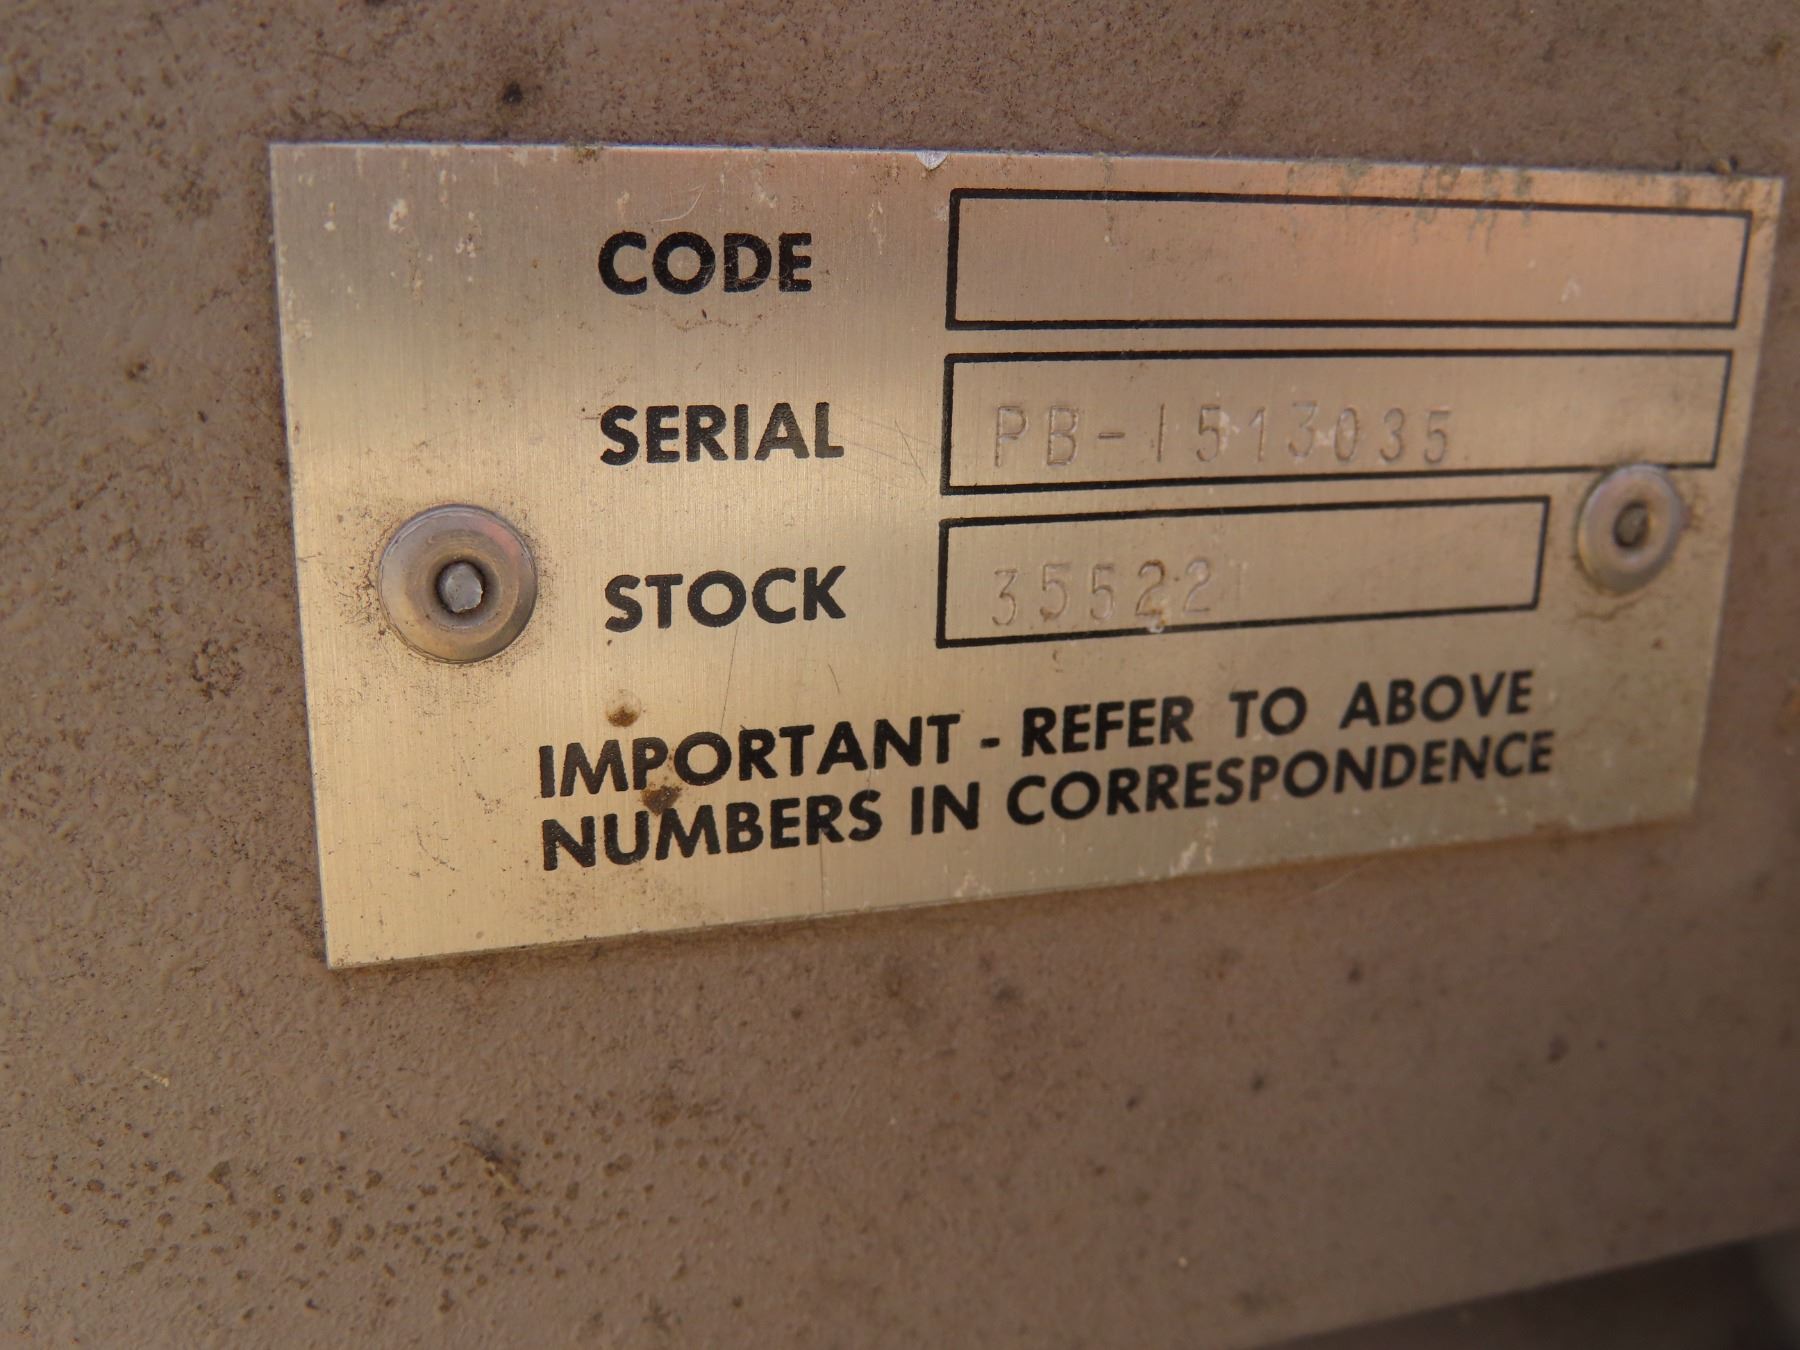 CODE
SERIAL PB-1513035
STOCK 35522
IMPORTANT - REFER TO ABOVE
NUMBERS IN CORRESPONDENCE